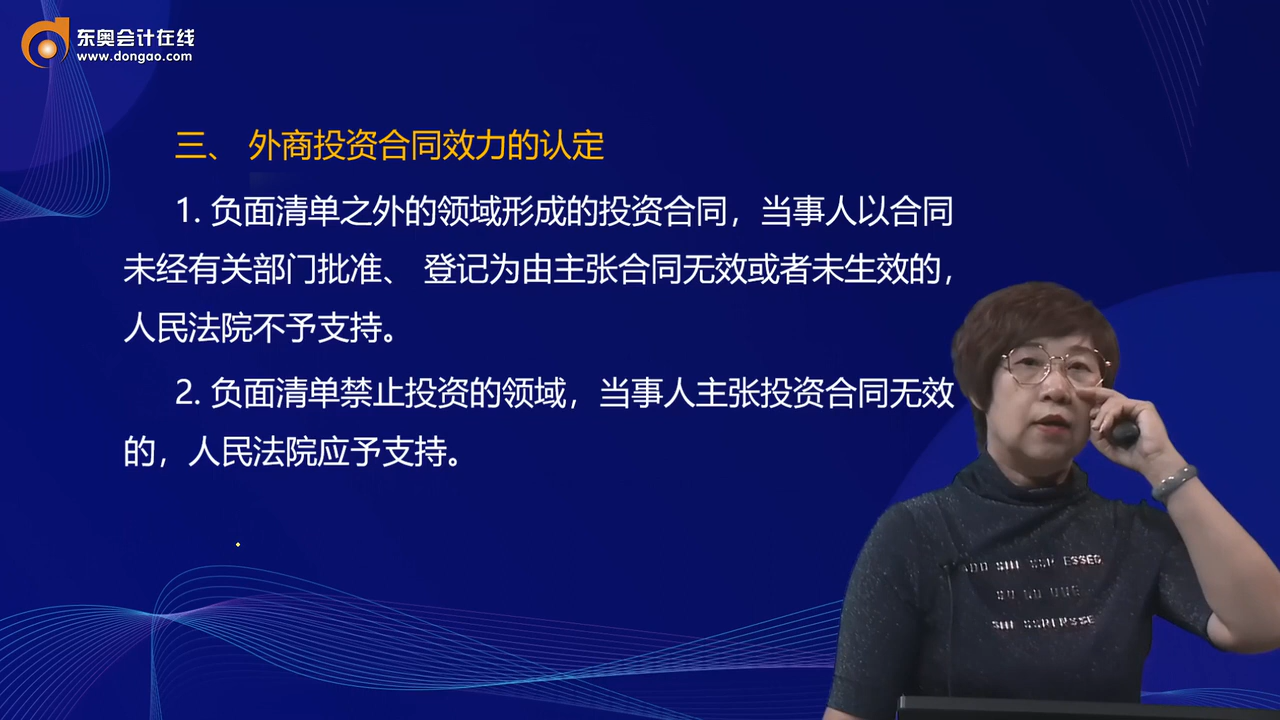 东奥会计在线
www.dongao.com
三、 外商投资合同效力的认定
1. 负面清单之外的领域形成的投资合同，当事人以合同
未经有关部门批准、 登记为由主张合同无效或者未生效的，
人民法院不予支持。
2. 负面清单禁止投资的领域，当事人主张投资合同无效
的，人民法院应予支持。